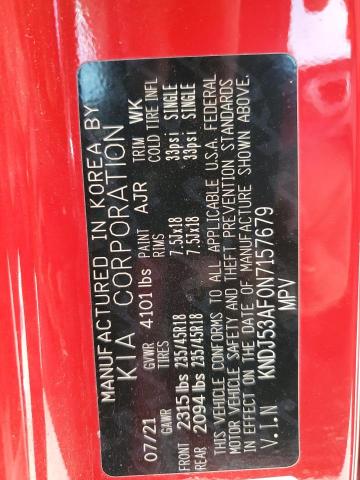 MANUFACTURED IN KOREA BY
KIA CORPORATION
07/21 GVWR 4101 lbs PAINT AJR TRIM WK
GAWR TIRES RIMS COLD TIRE INFL
FRONT 2315 lbs 235/45R18 7.5Jx18 33psi SINGLE
REAR 2094 lbs 235/45R18 7.5Jx18 33psi SINGLE
THIS VEHICLE CONFORMS TO ALL APPLICABLE U.S.A. FEDERAL
MOTOR VEHICLE SAFETY AND THEFT PREVENTION STANDARDS
IN EFFECT ON THE DATE OF MANUFACTURE SHOWN ABOVE.
V.I.N KNDJ53AF0N7157679
MPV